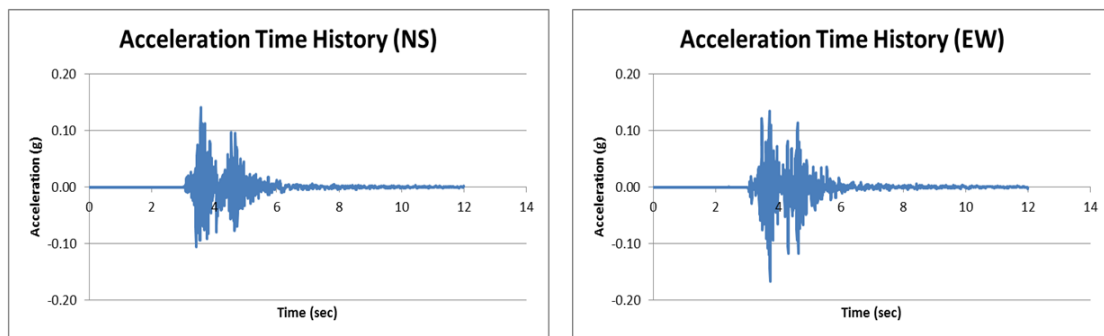 Acceleration Time History (NS)
0.20
0.10
0.00
-0.10
-0.20
0 2 4 6 8 10 12 14
Acceleration (g)
Time (sec)
Acceleration Time History (EW)
0.20
0.10
0.00
-0.10
-0.20
0 2 4 6 8 10 12 14
Acceleration (g)
Time (sec)